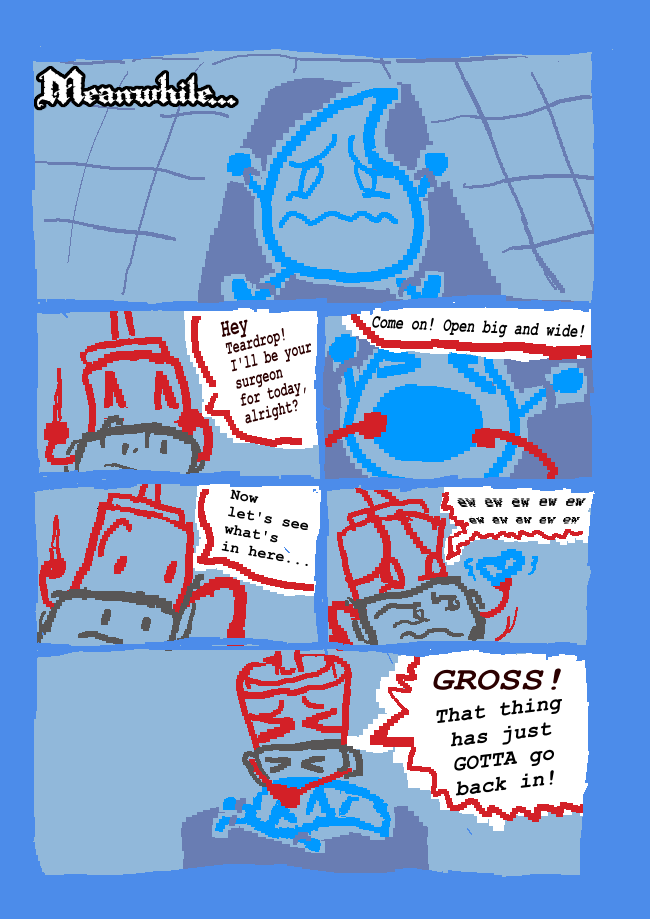 Meanwhile...
Hey
Teardrop!
I'll be your
surgeon
for today,
alright?
Come on! Open big and wide!
Now
let's see
what's
in here...
ew ew ew ew ew
ew ew ew ew ew
GROSS!
That thing
has just
GOTTA go
back in!